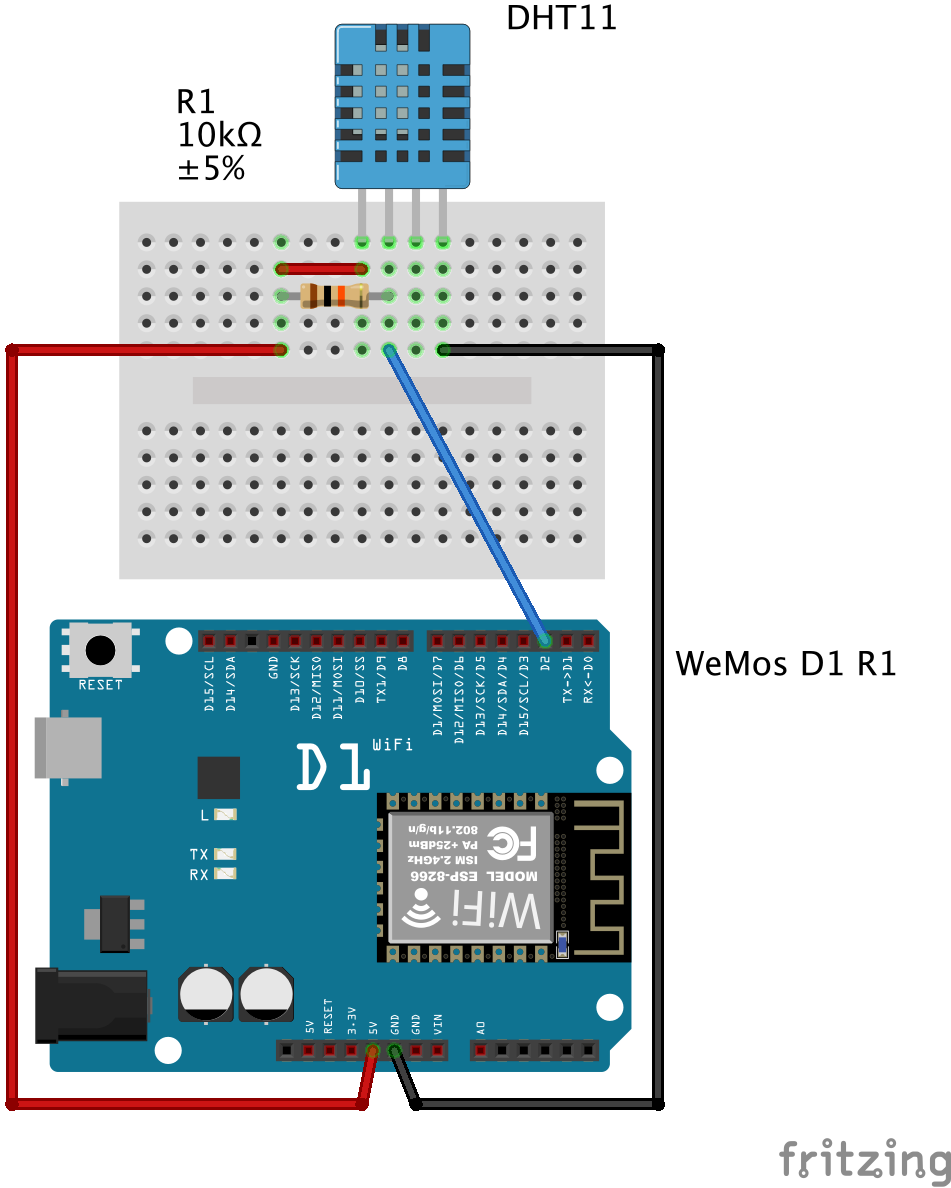 DHT11
R1
10kΩ
±5%
RESET
D15/SCL
D14/SDA
GND
D13/SCK
D12/MISO
D11/MOSI
D10/SS
TX1/D9
D8
D1/MOSI/D7
D12/MISO/D6
D13/SCK/D5
D14/SDA/D4
D15/SCL/D3
D2
TX->D1
RX<-D0
WeMos D1 R1
D1 WiFi
L
TX
RX
WiFi
MODEL ESP-8266
ISM 2.4GHz
PA +25dBm
802.11b/g/n
FC
5V
RESET
3.3V
5V
GND
GND
VIN
A0
fritzing